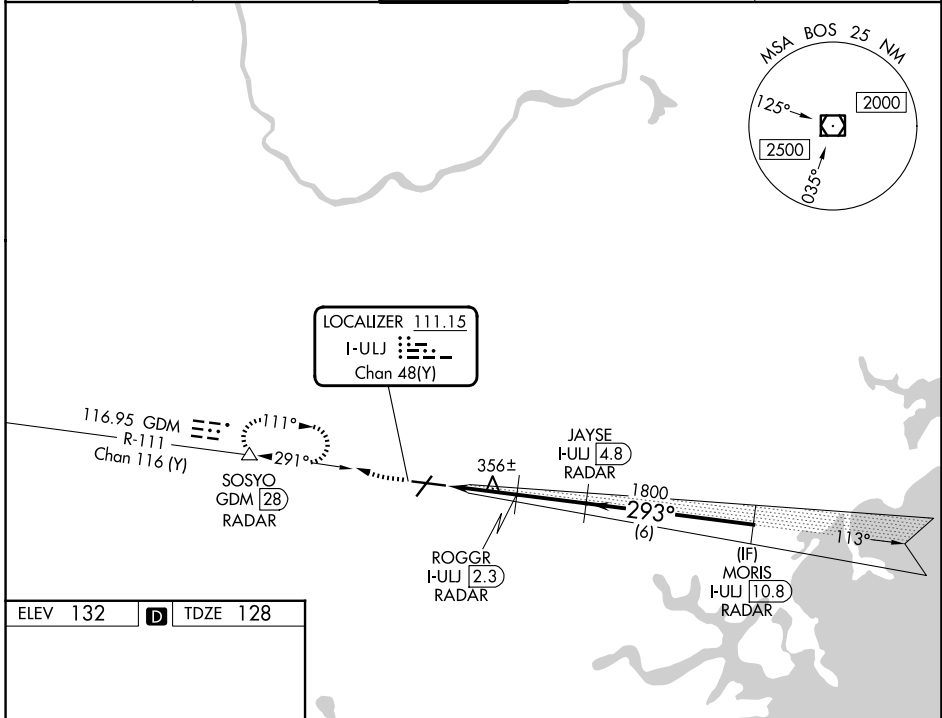 MSA BOS 25 NM
125°
2000
2500
035°
LOCALIZER 111.15
I-ULJ
Chan 48(Y)
116.95 GDM
R-111
Chan 116 (Y)
111°
291°
SOSYO
GDM 28
RADAR
JAYSE
I-ULJ 4.8
RADAR
356±
1800
293°
(6)
113°
ROGGR
I-ULJ 2.3
RADAR
(IF)
MORIS
I-ULJ 10.8
RADAR
ELEV 132 D TDZE 128